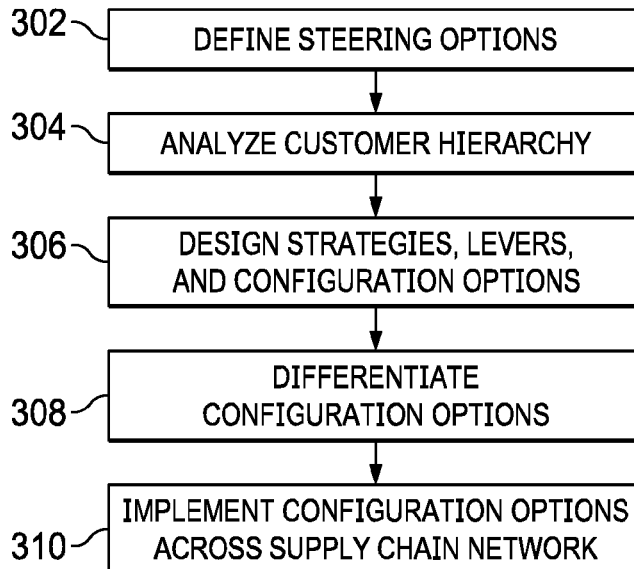 302
DEFINE STEERING OPTIONS
304
ANALYZE CUSTOMER HIERARCHY
306
DESIGN STRATEGIES, LEVERS,
AND CONFIGURATION OPTIONS
308
DIFFERENTIATE
CONFIGURATION OPTIONS
310
IMPLEMENT CONFIGURATION OPTIONS
ACROSS SUPPLY CHAIN NETWORK